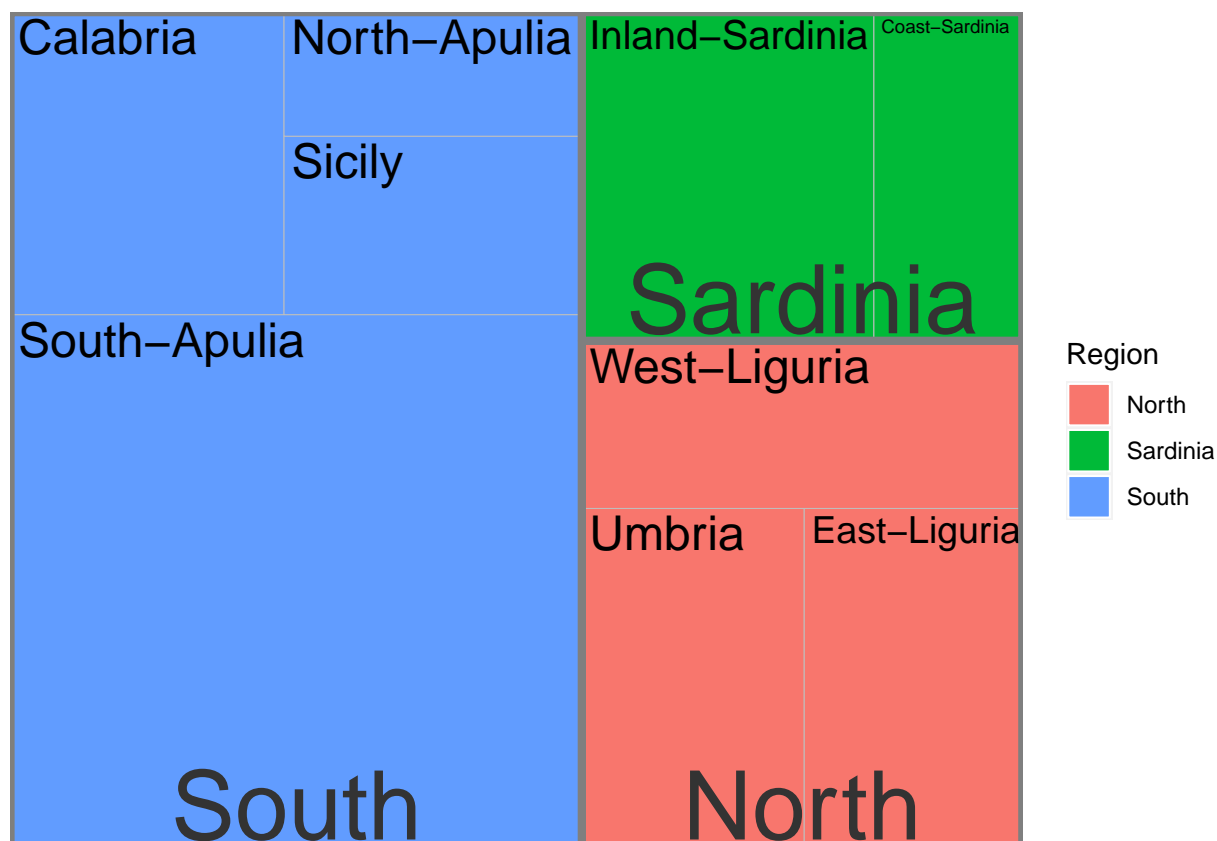 Calabria
North−Apulia
Sicily
South−Apulia
South
Inland−Sardinia
Coast−Sardinia
Sardinia
West−Liguria
Umbria
East−Liguria
North
Region
North
Sardinia
South